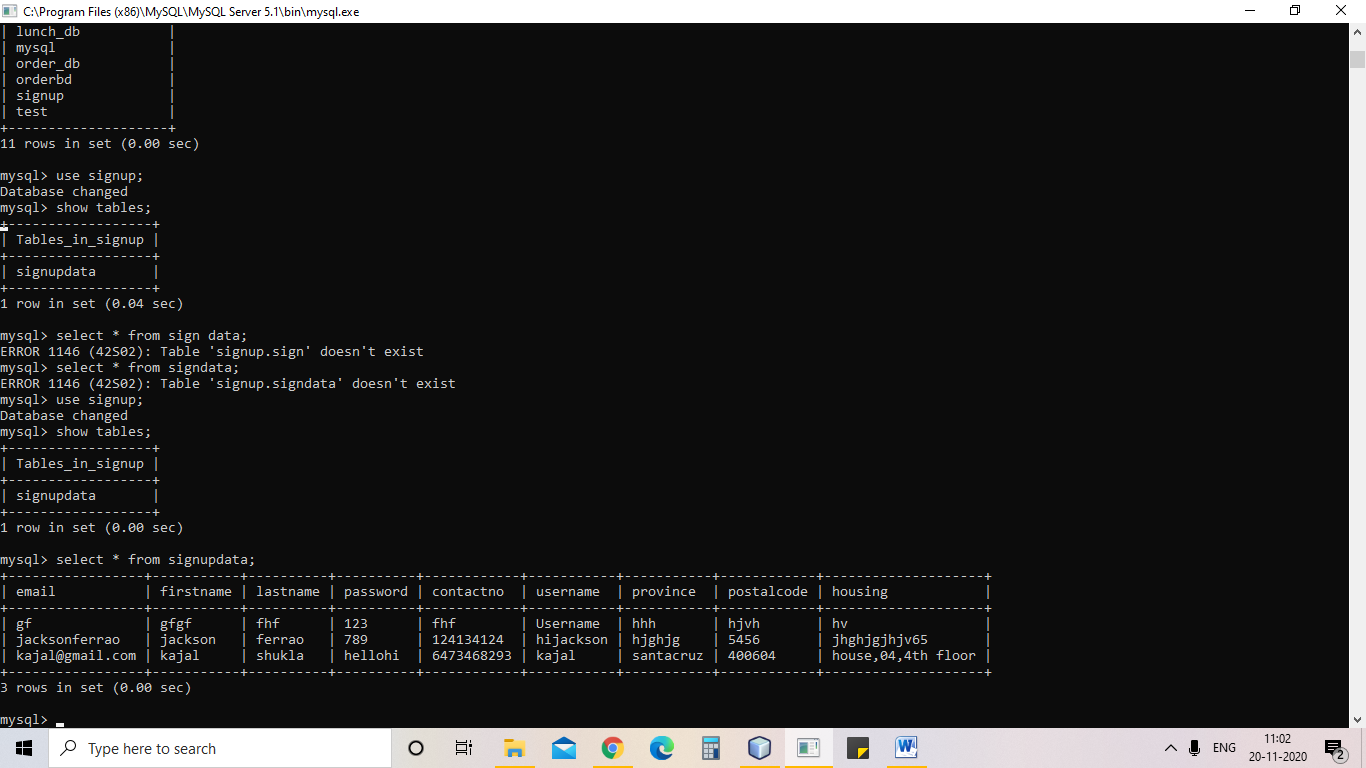 C:\Program Files (x86)\MySQL\MySQL Server 5.1\bin\mysql.exe
| lunch_db           |
| mysql              |
| order_db           |
| orderbd            |
| signup             |
| test               |
+--------------------+
11 rows in set (0.00 sec)
mysql> use signup;
Database changed
mysql> show tables;
+------------------+
| Tables_in_signup |
+------------------+
| signupdata       |
+------------------+
1 row in set (0.04 sec)
mysql> select * from sign data;
ERROR 1146 (42S02): Table 'signup.sign' doesn't exist
mysql> select * from signdata;
ERROR 1146 (42S02): Table 'signup.signdata' doesn't exist
mysql> use signup;
Database changed
mysql> show tables;
+------------------+
| Tables_in_signup |
+------------------+
| signupdata       |
+------------------+
1 row in set (0.00 sec)
mysql> select * from signupdata;
+-----------------+-----------+----------+----------+------------+-----------+-----------+------------+--------------------+
| email           | firstname | lastname | password | contactno  | username  | province  | postalcode | housing            |
+-----------------+-----------+----------+----------+------------+-----------+-----------+------------+--------------------+
| gf              | gfgf      | fhf      | 123      | fhf        | Username  | hhh       | hjvh       | hv                 |
| jacksonferrao   | jackson   | ferrao   | 789      | 124134124  | hijackson | hjghjg    | 5456       | jhghjgjhjv65       |
| kajal@gmail.com | kajal     | shukla   | hellohi  | 6473468293 | kajal     | santacruz | 400604     | house,04,4th floor |
+-----------------+-----------+----------+----------+------------+-----------+-----------+------------+--------------------+
3 rows in set (0.00 sec)
mysql> _
Type here to search
ENG
11:02
20-11-2020
2